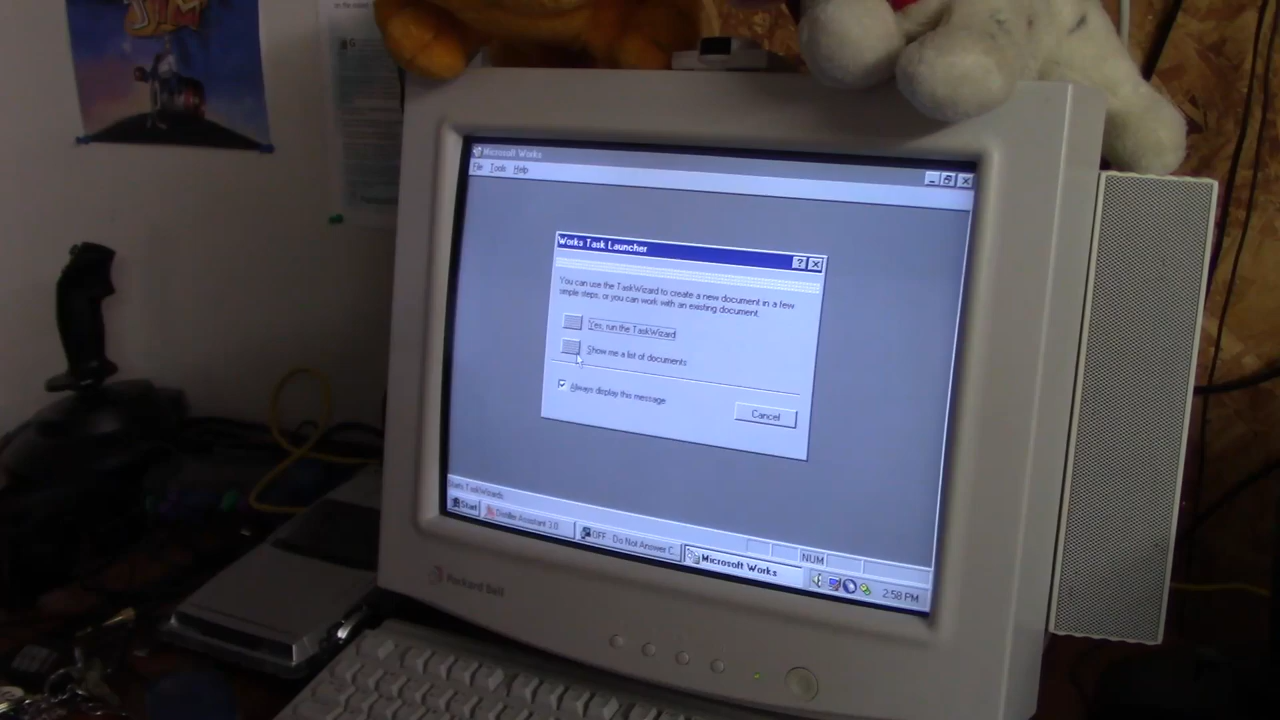 JIM
Microsoft Works
File Tools Help
Works Task Launcher
You can use the TaskWizard to create a new document in a few
simple steps, or you can work with an existing document.
Yes, run the TaskWizard
Show me a list of documents
Always display this message
Cancel
Starts TaskWizards
Start
Distiller Assistant 3.0
OFF - Do Not Answer C...
Microsoft Works
NUM
2:58 PM
Packard Bell